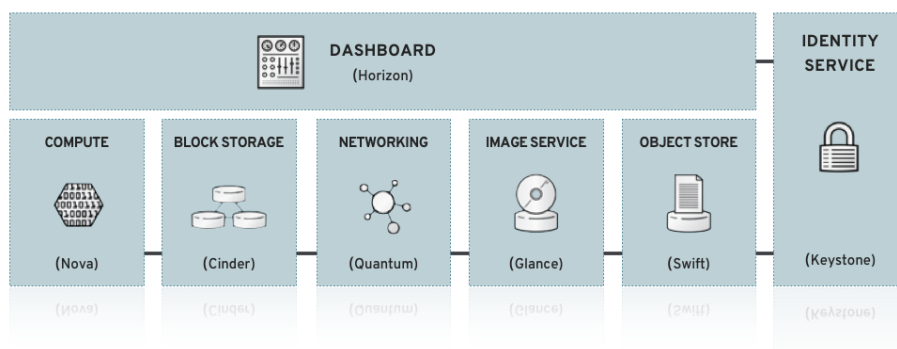 DASHBOARD
(Horizon)
IDENTITY
SERVICE
(Keystone)
COMPUTE
(Nova)
BLOCK STORAGE
(Cinder)
NETWORKING
(Quantum)
IMAGE SERVICE
(Glance)
OBJECT STORE
(Swift)